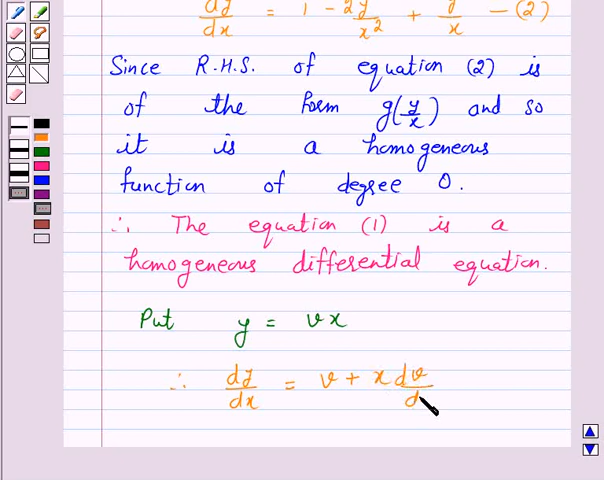 dy/dx = 1 - 2y/x² + y/x - (2)
Since R.H.S. of equation (2) is
of the form g(y/x) and so
it is a homogeneous
function of degree 0.
∴ The equation (1) is a
homogeneous differential equation.
Put y = vx
∴ dy/dx = v + x dv/d